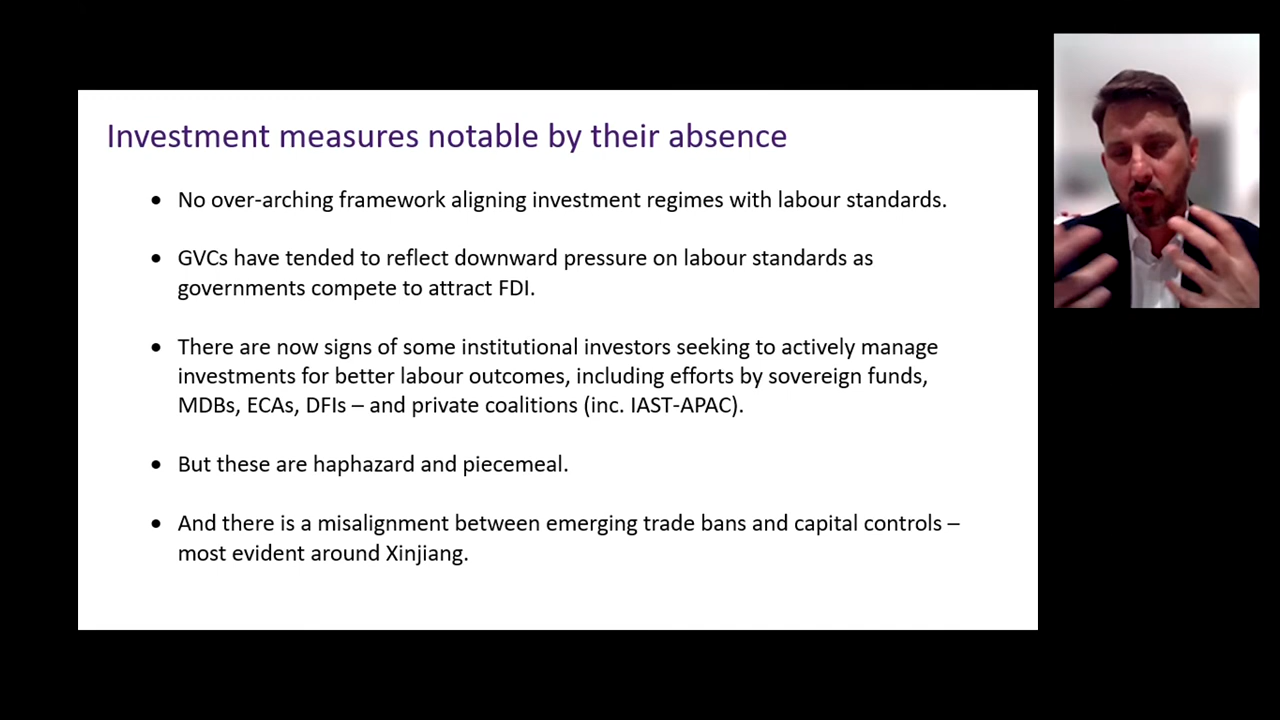 Investment measures notable by their absence
• No over-arching framework aligning investment regimes with labour standards.
• GVCs have tended to reflect downward pressure on labour standards as
governments compete to attract FDI.
• There are now signs of some institutional investors seeking to actively manage
investments for better labour outcomes, including efforts by sovereign funds,
MDBs, ECAs, DFIs – and private coalitions (inc. IAST-APAC).
• But these are haphazard and piecemeal.
• And there is a misalignment between emerging trade bans and capital controls –
most evident around Xinjiang.